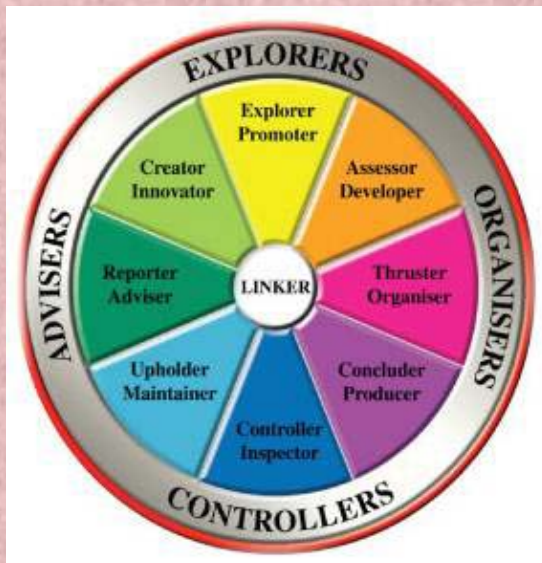 EXPLORERS
Explorer
Promoter
Creator
Innovator
Assessor
Developer
ADVISERS
Reporter
Adviser
LINKER
Thruster
Organiser
ORGANISERS
Upholder
Maintainer
Concluder
Producer
Controller
Inspector
CONTROLLERS